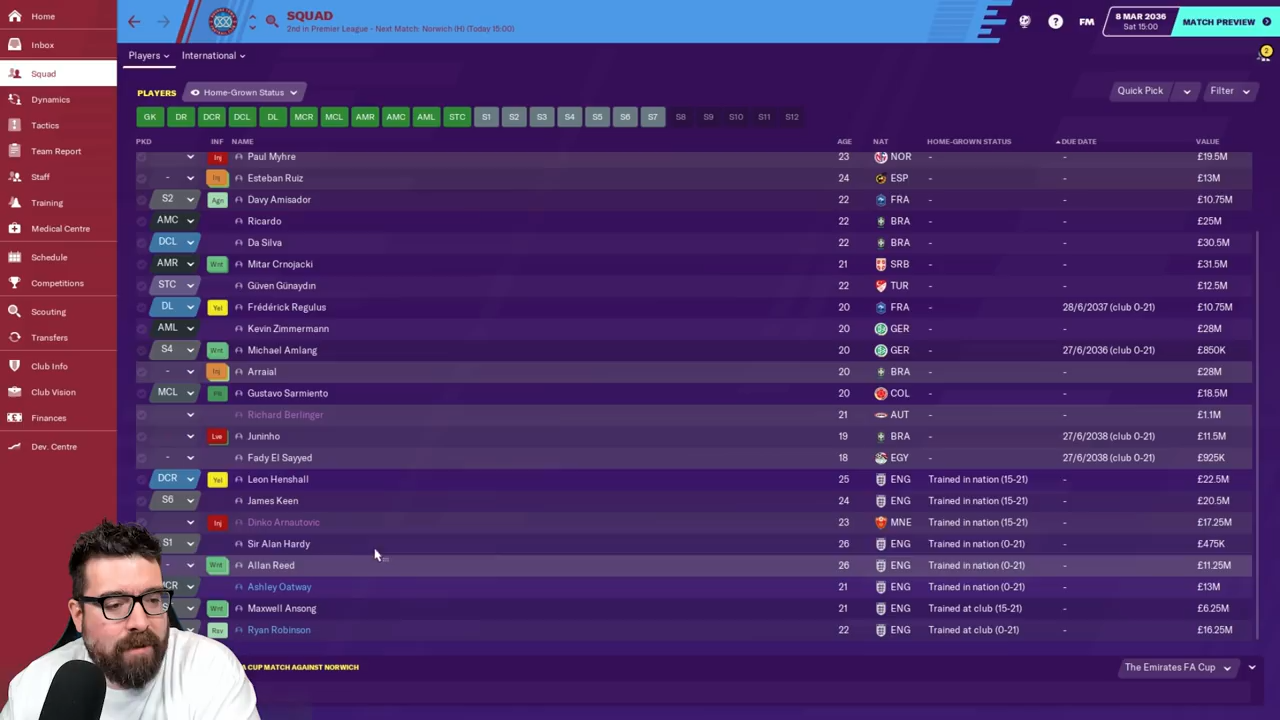 Home
Inbox
Squad
Dynamics
Tactics
Team Report
Staff
Training
Medical Centre
Schedule
Competitions
Scouting
Transfers
Club Info
Club Vision
Finances
Dev. Centre
SQUAD
2nd in Premier League - Next Match: Norwich (H) (Today 15:00)
FM
8 MAR 2036
Sat 15:00
MATCH PREVIEW
2
Players International
PLAYERS Home-Grown Status Quick Pick Filter
GK DR DCR DCL DL MCR MCL AMR AMC AML STC S1 S2 S3 S4 S5 S6 S7 S8 S9 S10 S11 S12
PKD INF NAME AGE NAT HOME-GROWN STATUS DUE DATE VALUE
Inj Paul Myhre 23 NOR - - £19.5M
- Inj Esteban Ruiz 24 ESP - - £13M
S2 Agn Davy Amisador 22 FRA - - £10.75M
AMC Ricardo 22 BRA - - £25M
DCL Da Silva 22 BRA - - £30.5M
AMR Wnt Mitar Crnojacki 21 SRB - - £31.5M
STC Güven Günaydın 22 TUR - - £12.5M
DL Yel Frédérick Regulus 20 FRA - 28/6/2037 (club 0-21) £10.75M
AML Kevin Zimmermann 20 GER - - £28M
S4 Wnt Michael Amlang 20 GER - 27/6/2036 (club 0-21) £850K
- Inj Arraial 20 BRA - - £28M
MCL Gustavo Sarmiento 20 COL - - £18.5M
Richard Berlinger 21 AUT - - £1.1M
Lve Juninho 19 BRA - 27/6/2038 (club 0-21) £11.5M
- Fady El Sayyed 18 EGY - 27/6/2038 (club 0-21) £925K
DCR Yel Leon Henshall 25 ENG Trained in nation (15-21) - £22.5M
S6 James Keen 24 ENG Trained in nation (15-21) - £20.5M
Inj Dinko Arnautovic 23 MNE Trained in nation (15-21) - £17.25M
S1 Sir Alan Hardy 26 ENG Trained in nation (0-21) - £475K
- Wnt Allan Reed 26 ENG Trained in nation (0-21) - £11.25M
MCR Ashley Oatway 21 ENG Trained in nation (0-21) - £13M
Wnt Maxwell Ansong 21 ENG Trained at club (15-21) - £6.25M
Rsv Ryan Robinson 22 ENG Trained at club (0-21) - £16.25M
CUP MATCH AGAINST NORWICH The Emirates FA Cup